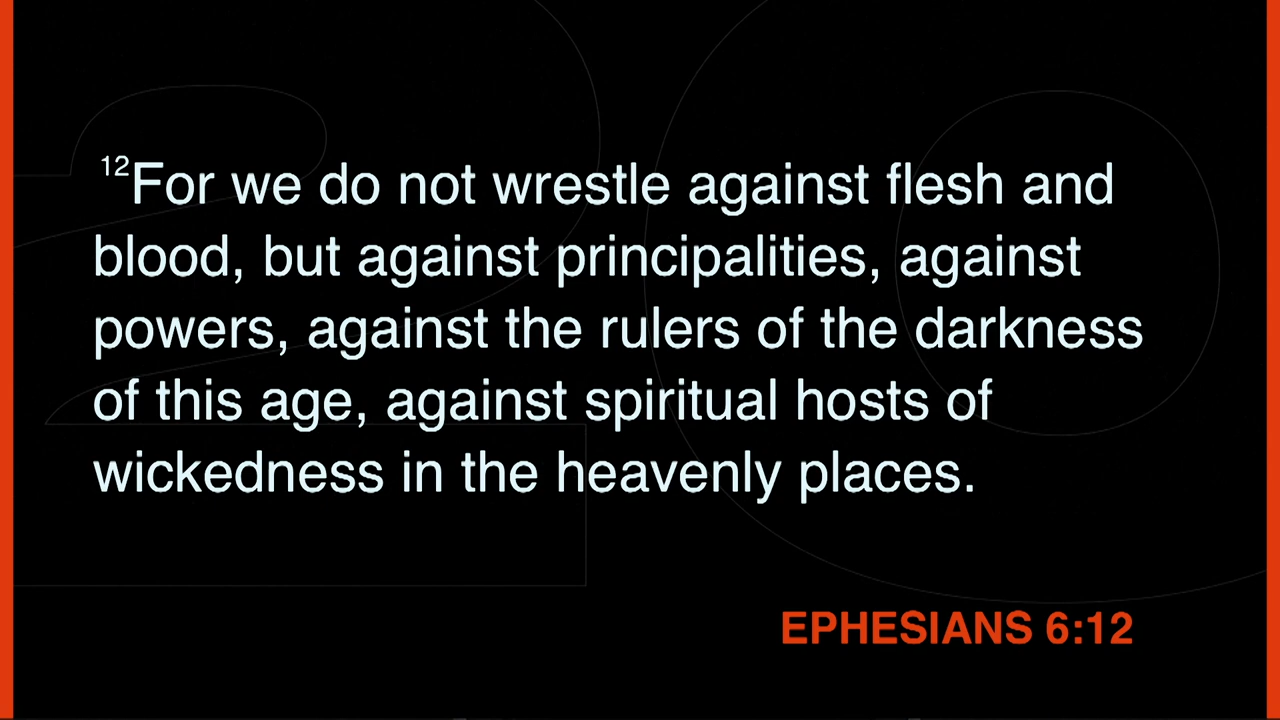 12For we do not wrestle against flesh and
blood, but against principalities, against
powers, against the rulers of the darkness
of this age, against spiritual hosts of
wickedness in the heavenly places.
EPHESIANS 6:12
20